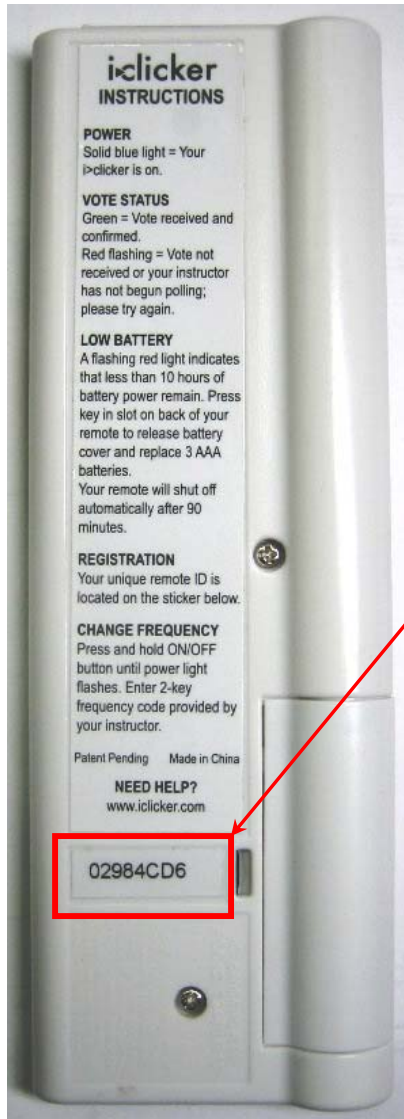 i>clicker
INSTRUCTIONS
POWER
Solid blue light = Your
i>clicker is on.
VOTE STATUS
Green = Vote received and
confirmed.
Red flashing = Vote not
received or your instructor
has not begun polling;
please try again.
LOW BATTERY
A flashing red light indicates
that less than 10 hours of
battery power remain. Press
key in slot on back of your
remote to release battery
cover and replace 3 AAA
batteries.
Your remote will shut off
automatically after 90
minutes.
REGISTRATION
Your unique remote ID is
located on the sticker below.
CHANGE FREQUENCY
Press and hold ON/OFF
button until power light
flashes. Enter 2-key
frequency code provided by
your instructor.
Patent Pending Made in China
NEED HELP?
www.iclicker.com
02984CD6